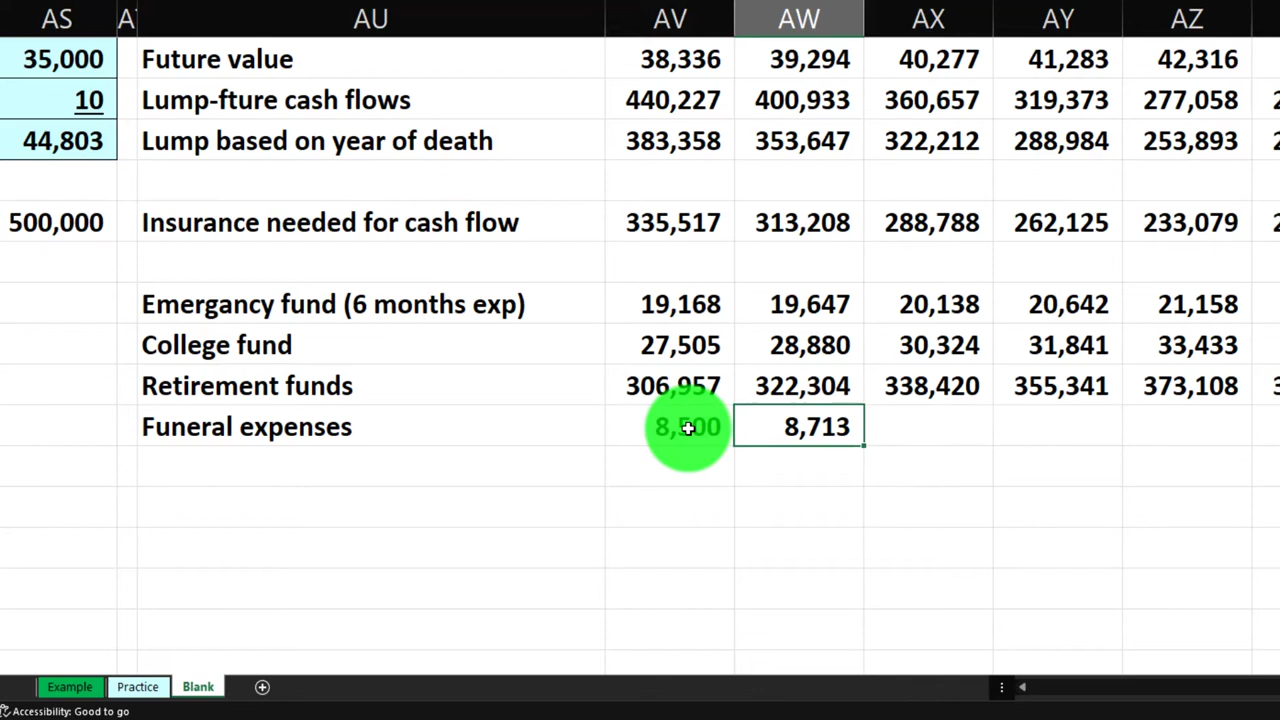 AS AU AV AW AX AY AZ
35,000 Future value 38,336 39,294 40,277 41,283 42,316
10 Lump-fture cash flows 440,227 400,933 360,657 319,373 277,058
44,803 Lump based on year of death 383,358 353,647 322,212 288,984 253,893
500,000 Insurance needed for cash flow 335,517 313,208 288,788 262,125 233,079
Emergancy fund (6 months exp) 19,168 19,647 20,138 20,642 21,158
College fund 27,505 28,880 30,324 31,841 33,433
Retirement funds 306,957 322,304 338,420 355,341 373,108
Funeral expenses 8,500 8,713
Example Practice Blank
Accessibility: Good to go